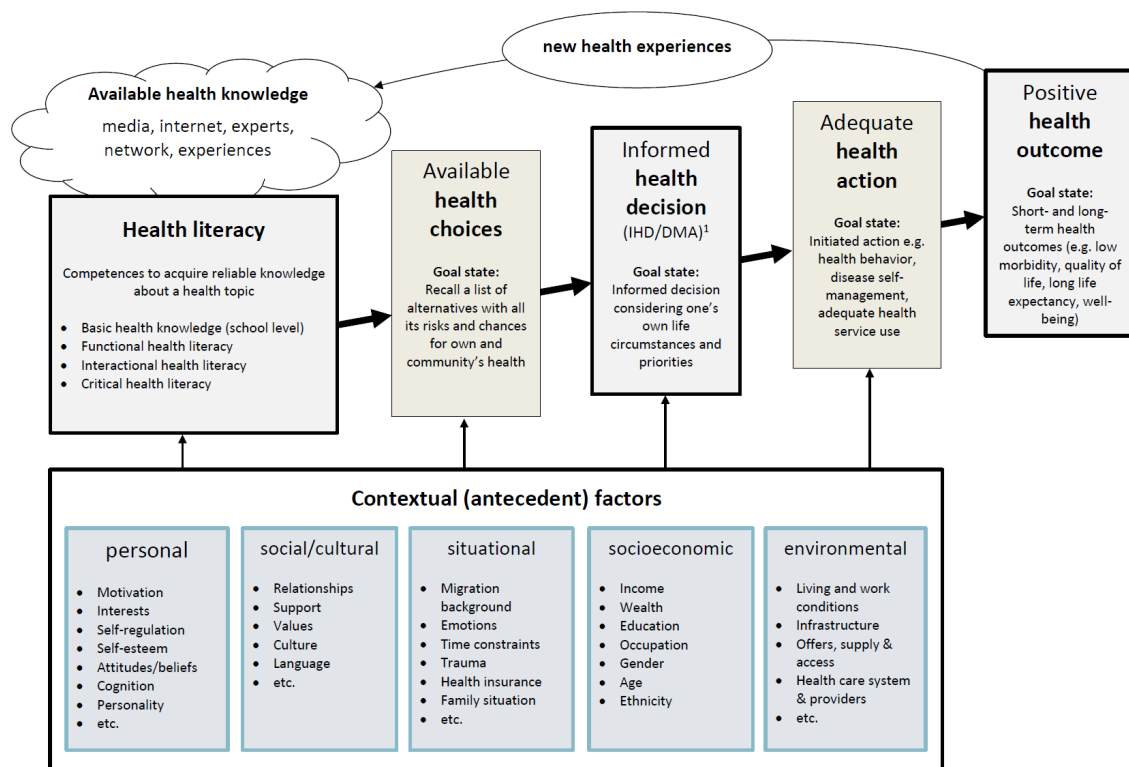 new health experiences
Available health knowledge
media, internet, experts,
network, experiences
Health literacy
Competences to acquire reliable knowledge
about a health topic
• Basic health knowledge (school level)
• Functional health literacy
• Interactional health literacy
• Critical health literacy
Available
health
choices
Goal state:
Recall a list of
alternatives with all
its risks and chances
for own and
community's health
Informed
health
decision
(IHD/DMA)¹
Goal state:
Informed decision
considering one's
own life
circumstances and
priorities
Adequate
health
action
Goal state:
Initiated action e.g.
health behavior,
disease self-
management,
adequate health
service use
Positive
health
outcome
Goal state:
Short- and long-
term health
outcomes (e.g. low
morbidity, quality of
life, long life
expectancy, well-
being)
Contextual (antecedent) factors
personal
• Motivation
• Interests
• Self-regulation
• Self-esteem
• Attitudes/beliefs
• Cognition
• Personality
• etc.
social/cultural
• Relationships
• Support
• Values
• Culture
• Language
• etc.
situational
• Migration
background
• Emotions
• Time constraints
• Trauma
• Health insurance
• Family situation
• etc.
socioeconomic
• Income
• Wealth
• Education
• Occupation
• Gender
• Age
• Ethnicity
environmental
• Living and work
conditions
• Infrastructure
• Offers, supply &
access
• Health care system
& providers
• etc.